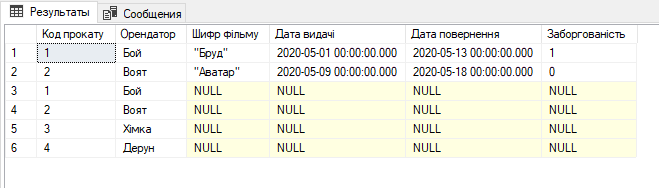 Результаты Сообщения
Код прокату Орендатор Шифр фільму Дата видачі Дата повернення Заборгованість
1 1 Бой "Бруд" 2020-05-01 00:00:00.000 2020-05-13 00:00:00.000 1
2 2 Воят "Аватар" 2020-05-09 00:00:00.000 2020-05-18 00:00:00.000 0
3 1 Бой NULL NULL NULL NULL
4 2 Воят NULL NULL NULL NULL
5 3 Хімка NULL NULL NULL NULL
6 4 Дерун NULL NULL NULL NULL